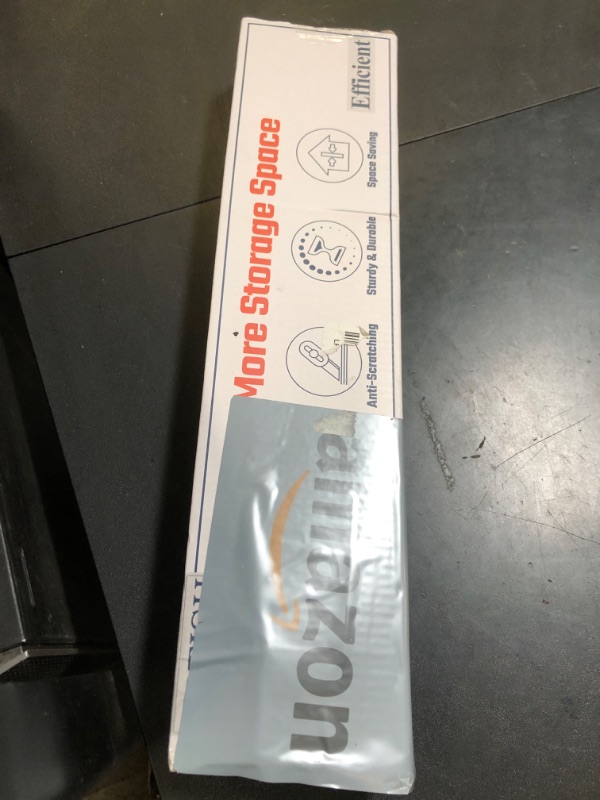 More Storage Space
Efficient
Anti-Scratching
Sturdy & Durable
Space Saving
amazon